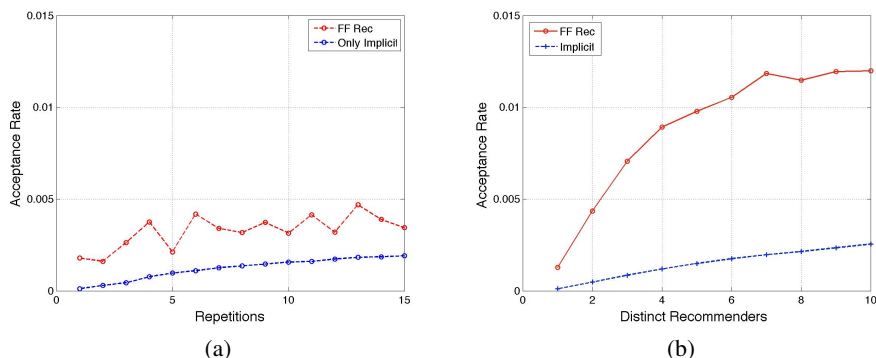 0.015
FF Rec
Only Implicit
0.01
Acceptance Rate
0.005
0
0
5
10
15
Repetitions
(a)
0.015
FF Rec
Implicit
0.01
Acceptance Rate
0.005
0
0
2
4
6
8
10
Distinct Recommenders
(b)